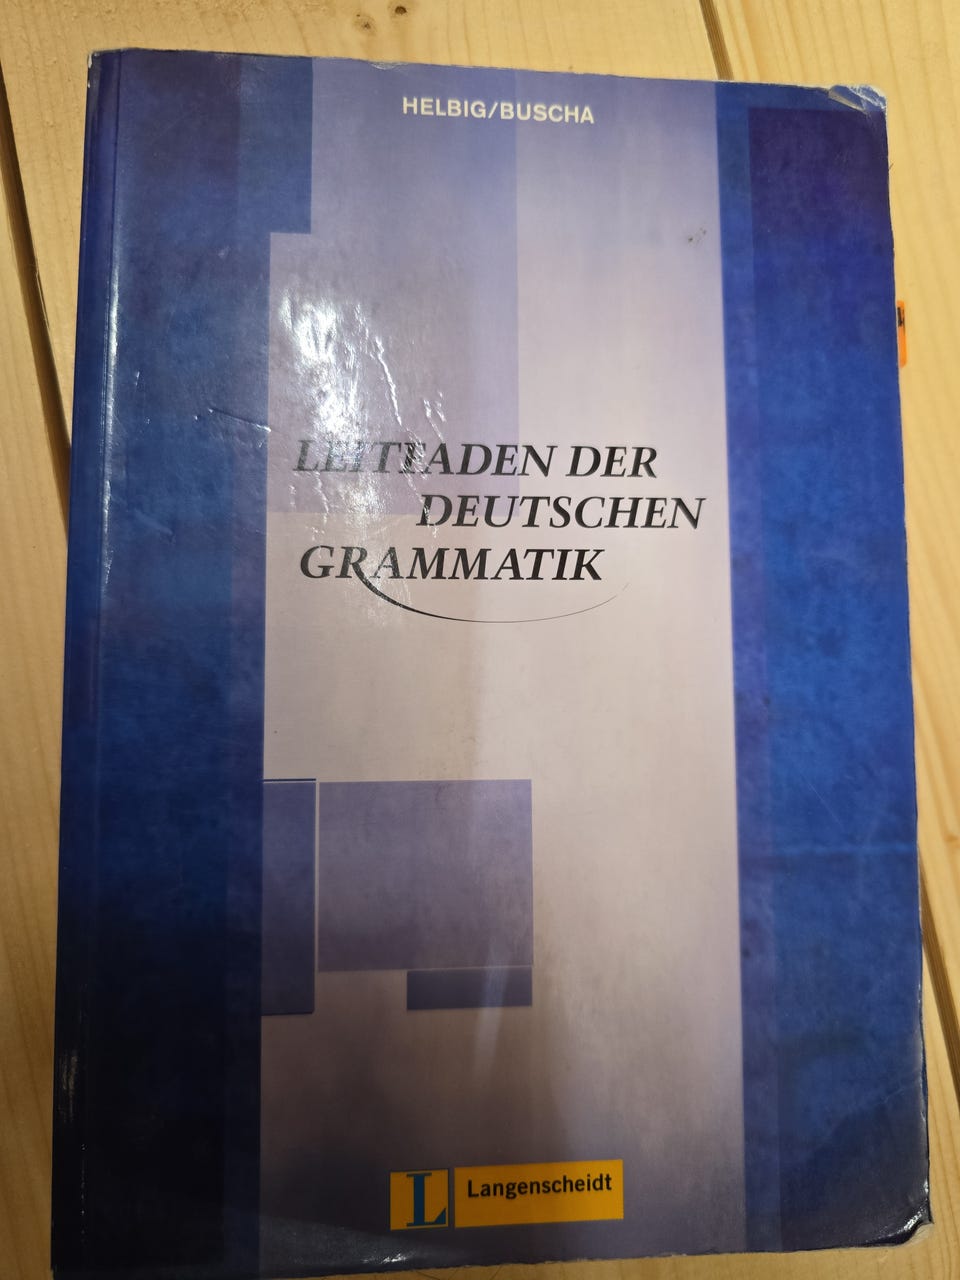 HELBIG/BUSCHA
LEITFADEN DER
DEUTSCHEN
GRAMMATIK
L Langenscheidt